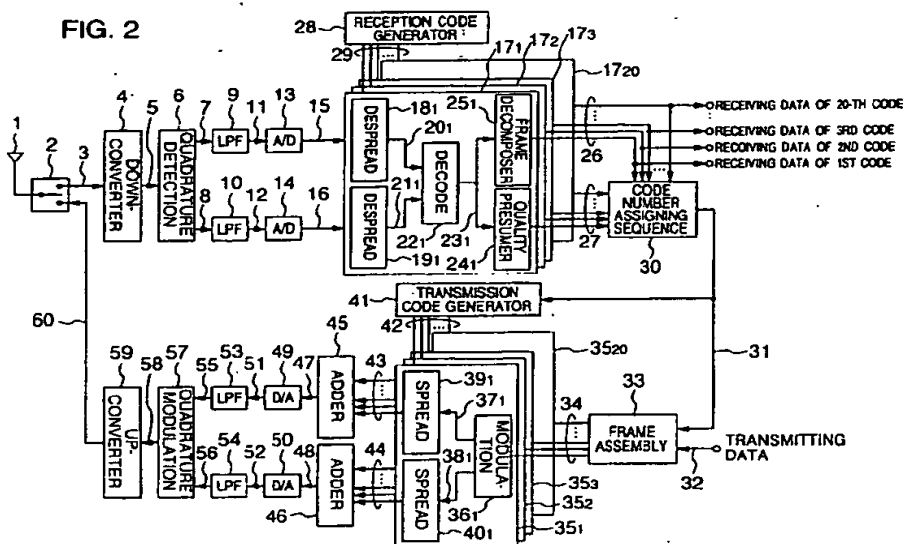 FIG. 2
28
RECEPTION CODE GENERATOR
29
17₁
17₂
17₃
17₂₀
1
2
3
4
DOWN-CONVERTER
5
6
QUADRATURE DETECTION
7
9
LPF
11
13
A/D
15
8
10
LPF
12
14
A/D
16
DESPREAD
18₁
20₁
DESPREAD
19₁
21₁
DECODE
22₁
23₁
25₁
FRAME DECOMPOSER
QUALITY PRESUMER
24₁
26
27
RECEIVING DATA OF 20-TH CODE
RECEIVING DATA OF 3RD CODE
RECOIVING DATA OF 2ND CODE
RECEIVING DATA OF 1ST CODE
CODE NUMBER ASSIGNING SEQUENCE
30
31
41
TRANSMISSION CODE GENERATOR
42
60
59
UP-CONVERTER
58
57
QUADRATURE MODULATION
55
53
LPF
51
49
D/A
47
45
ADDER
43
56
54
LPF
52
50
D/A
48
46
ADDER
44
SPREAD
39₁
37₁
SPREAD
40₁
38₁
MODULATION
36₁
35₁
35₂
35₃
35₂₀
34
33
FRAME ASSEMBLY
32
TRANSMITTING DATA